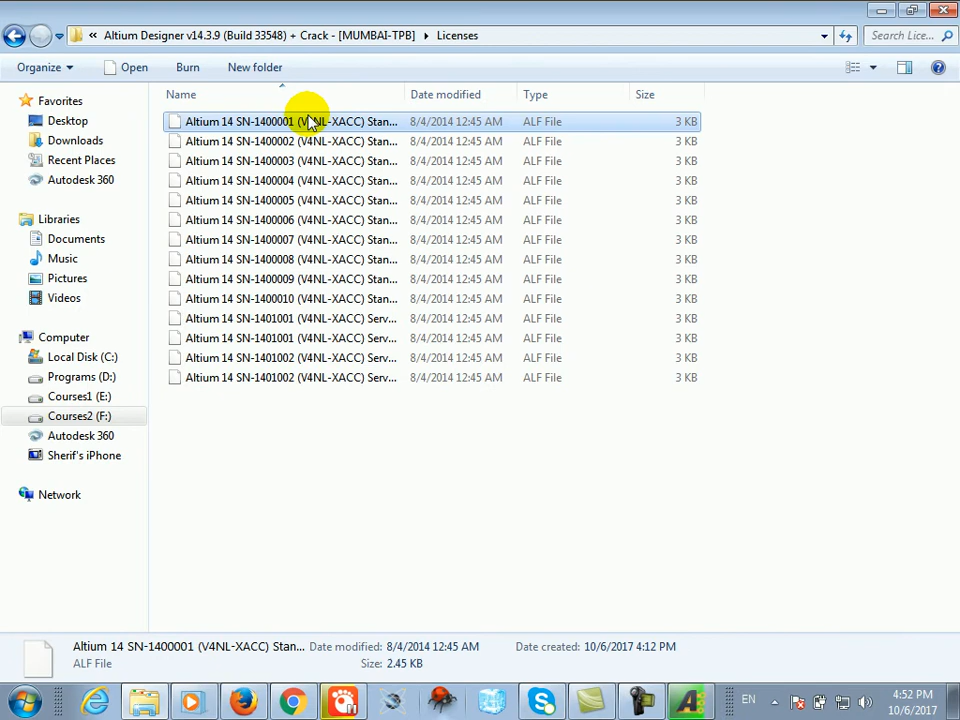 « Altium Designer v14.3.9 (Build 33548) + Crack - [MUMBAI-TPB] Licenses Search Lice...
Organize Open Burn New folder
Name Date modified Type Size
Favorites
Desktop
Downloads
Recent Places
Autodesk 360
Libraries
Documents
Music
Pictures
Videos
Computer
Local Disk (C:)
Programs (D:)
Courses1 (E:)
Courses2 (F:)
Autodesk 360
Sherif's iPhone
Network
Altium 14 SN-1400001 (V4NL-XACC) Stan... 8/4/2014 12:45 AM ALF File 3 KB
Altium 14 SN-1400002 (V4NL-XACC) Stan... 8/4/2014 12:45 AM ALF File 3 KB
Altium 14 SN-1400003 (V4NL-XACC) Stan... 8/4/2014 12:45 AM ALF File 3 KB
Altium 14 SN-1400004 (V4NL-XACC) Stan... 8/4/2014 12:45 AM ALF File 3 KB
Altium 14 SN-1400005 (V4NL-XACC) Stan... 8/4/2014 12:45 AM ALF File 3 KB
Altium 14 SN-1400006 (V4NL-XACC) Stan... 8/4/2014 12:45 AM ALF File 3 KB
Altium 14 SN-1400007 (V4NL-XACC) Stan... 8/4/2014 12:45 AM ALF File 3 KB
Altium 14 SN-1400008 (V4NL-XACC) Stan... 8/4/2014 12:45 AM ALF File 3 KB
Altium 14 SN-1400009 (V4NL-XACC) Stan... 8/4/2014 12:45 AM ALF File 3 KB
Altium 14 SN-1400010 (V4NL-XACC) Stan... 8/4/2014 12:45 AM ALF File 3 KB
Altium 14 SN-1401001 (V4NL-XACC) Serv... 8/4/2014 12:45 AM ALF File 3 KB
Altium 14 SN-1401001 (V4NL-XACC) Serv... 8/4/2014 12:45 AM ALF File 3 KB
Altium 14 SN-1401002 (V4NL-XACC) Serv... 8/4/2014 12:45 AM ALF File 3 KB
Altium 14 SN-1401002 (V4NL-XACC) Serv... 8/4/2014 12:45 AM ALF File 3 KB
Altium 14 SN-1400001 (V4NL-XACC) Stan... Date modified: 8/4/2014 12:45 AM Date created: 10/6/2017 4:12 PM
ALF File Size: 2.45 KB
EN 4:52 PM
10/6/2017